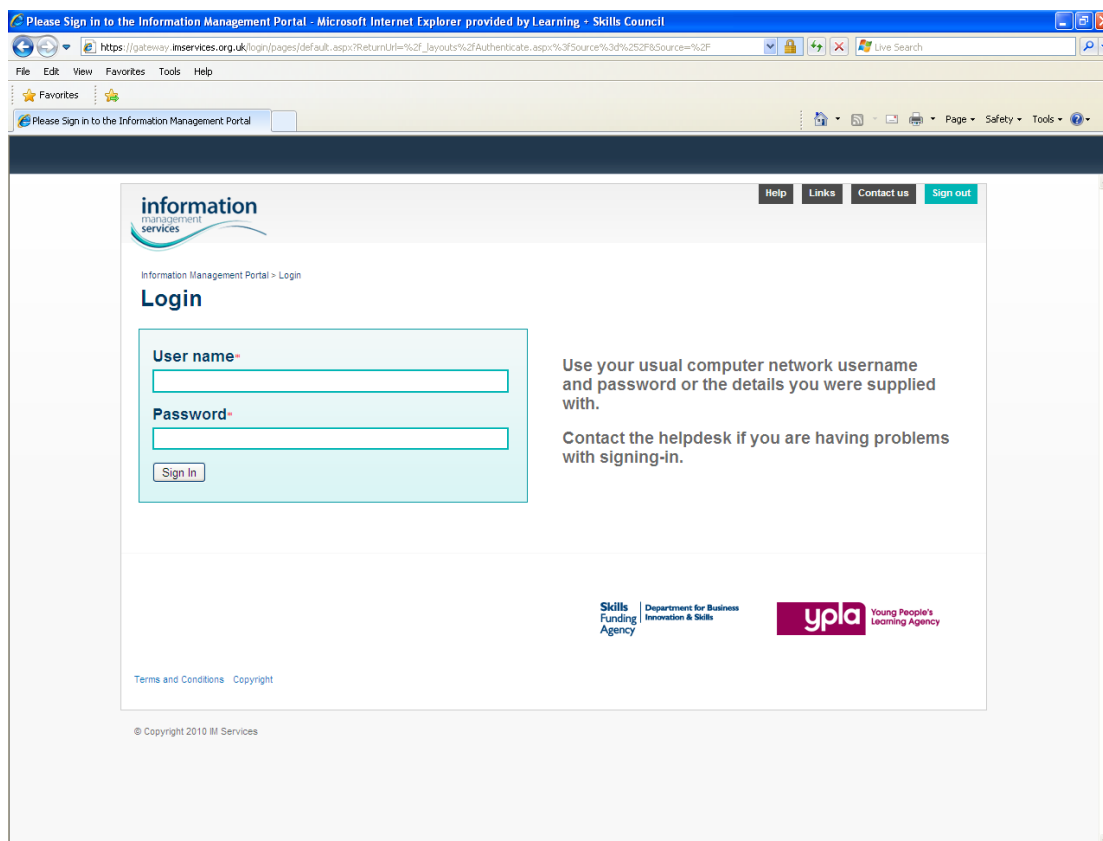 Please Sign in to the Information Management Portal - Microsoft Internet Explorer provided by Learning + Skills Council
https://gateway.imservices.org.uk/login/pages/default.aspx?ReturnUrl=%2f_layouts%2fAuthenticate.aspx%3fSource%3d%252F&Source=%2F
Live Search
File Edit View Favorites Tools Help
Favorites
Please Sign in to the Information Management Portal
Page Safety Tools
Help Links Contact us Sign out
information
management
services
Information Management Portal > Login
Login
User name*
Password*
Sign In
Use your usual computer network username
and password or the details you were supplied
with.
Contact the helpdesk if you are having problems
with signing-in.
Skills
Funding
Agency
Department for Business
Innovation & Skills
ypla
Young People's
Learning Agency
Terms and Conditions Copyright
© Copyright 2010 IM Services